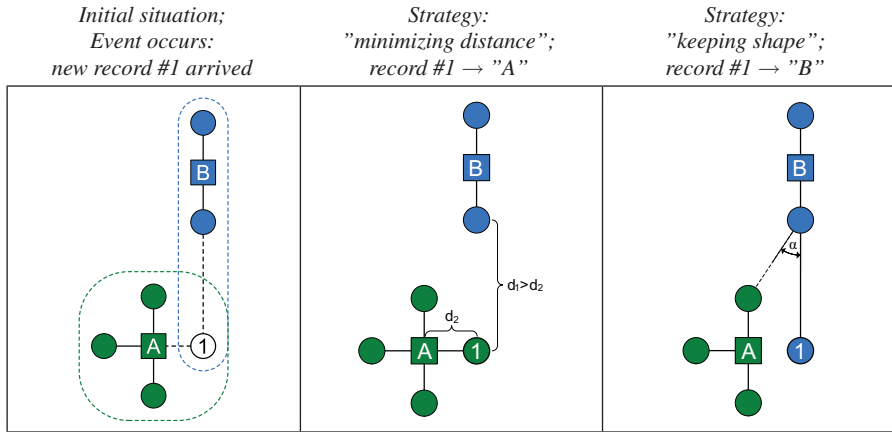 Initial situation;
Event occurs:
new record #1 arrived
Strategy:
”minimizing distance”;
record #1 → ”A”
Strategy:
”keeping shape”;
record #1 → ”B”
B
A
1
B
d₁>d₂
d₂
A
1
B
α
A
1